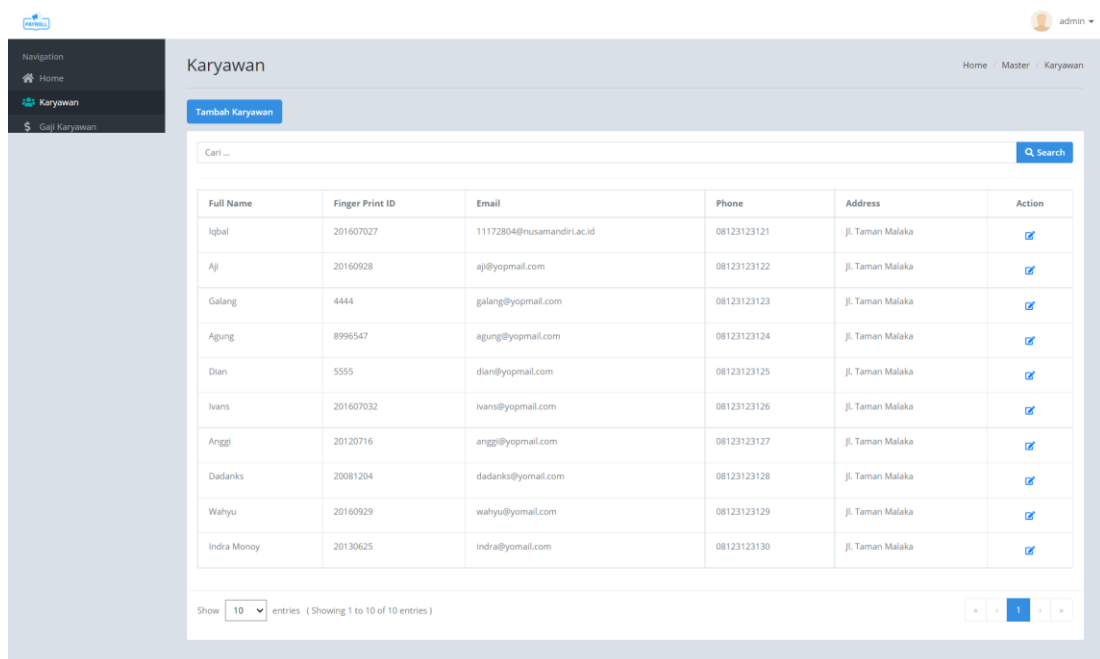 PAYROLL
admin
Navigation
Home
Karyawan
Gaji Karyawan
Karyawan
Home / Master / Karyawan
Tambah Karyawan
Cari ...
Search
Full Name Finger Print ID Email Phone Address Action
Iqbal 201607027 11172804@nusamandiri.ac.id 08123123121 Jl. Taman Malaka
Aji 20160928 aji@yopmail.com 08123123122 Jl. Taman Malaka
Galang 4444 galang@yopmail.com 08123123123 Jl. Taman Malaka
Agung 8996547 agung@yopmail.com 08123123124 Jl. Taman Malaka
Dian 5555 dian@yopmail.com 08123123125 Jl. Taman Malaka
Ivans 201607032 ivans@yopmail.com 08123123126 Jl. Taman Malaka
Anggi 20120716 anggi@yopmail.com 08123123127 Jl. Taman Malaka
Dadanks 20081204 dadanks@yomail.com 08123123128 Jl. Taman Malaka
Wahyu 20160929 wahyu@yomail.com 08123123129 Jl. Taman Malaka
Indra Monoy 20130625 indra@yomail.com 08123123130 Jl. Taman Malaka
Show 10 entries ( Showing 1 to 10 of 10 entries )
« ‹ 1 › »